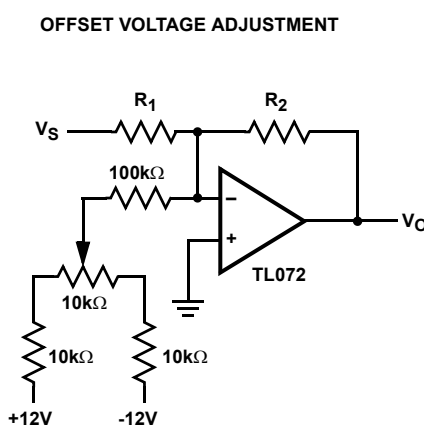 OFFSET VOLTAGE ADJUSTMENT
R1
R2
VS
100kΩ
−
+
VO
TL072
10kΩ
10kΩ
10kΩ
+12V
-12V